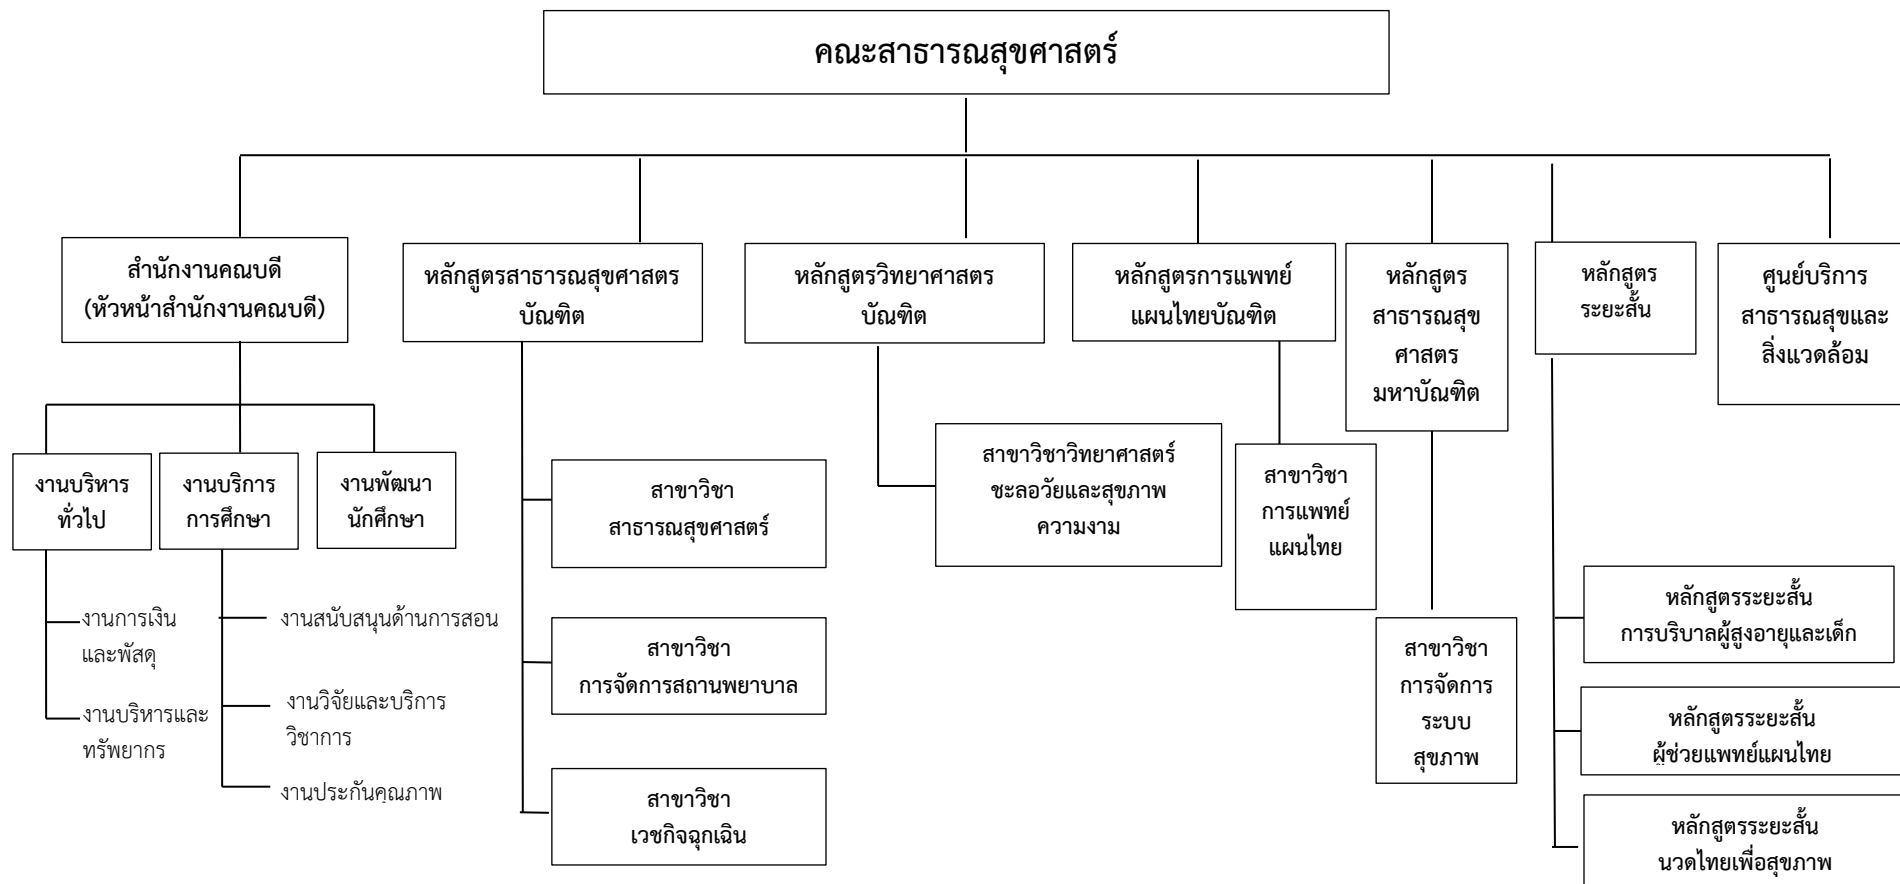 คณะสาธารณสุขศาสตร์
สำนักงานคณบดี
(หัวหน้าสำนักงานคณบดี)
หลักสูตรสาธารณสุขศาสตร
บัณฑิต
หลักสูตรวิทยาศาสตร
บัณฑิต
หลักสูตรการแพทย์
แผนไทยบัณฑิต
หลักสูตร
สาธารณสุข
ศาสตร
มหาบัณฑิต
หลักสูตร
ระยะสั้น
ศูนย์บริการ
สาธารณสุขและ
สิ่งแวดล้อม
งานบริหาร
ทั่วไป
งานบริการ
การศึกษา
งานพัฒนา
นักศึกษา
งานการเงิน
และพัสดุ
งานบริหารและ
ทรัพยากร
งานสนับสนุนด้านการสอน
งานวิจัยและบริการ
วิชาการ
งานประกันคุณภาพ
สาขาวิชา
สาธารณสุขศาสตร์
สาขาวิชา
การจัดการสถานพยาบาล
สาขาวิชา
เวชกิจฉุกเฉิน
สาขาวิชาวิทยาศาสตร์
ชะลอวัยและสุขภาพ
ความงาม
สาขาวิชา
การแพทย์
แผนไทย
สาขาวิชา
การจัดการ
ระบบ
สุขภาพ
หลักสูตรระยะสั้น
การบริบาลผู้สูงอายุและเด็ก
หลักสูตรระยะสั้น
ผู้ช่วยแพทย์แผนไทย
หลักสูตรระยะสั้น
นวดไทยเพื่อสุขภาพ